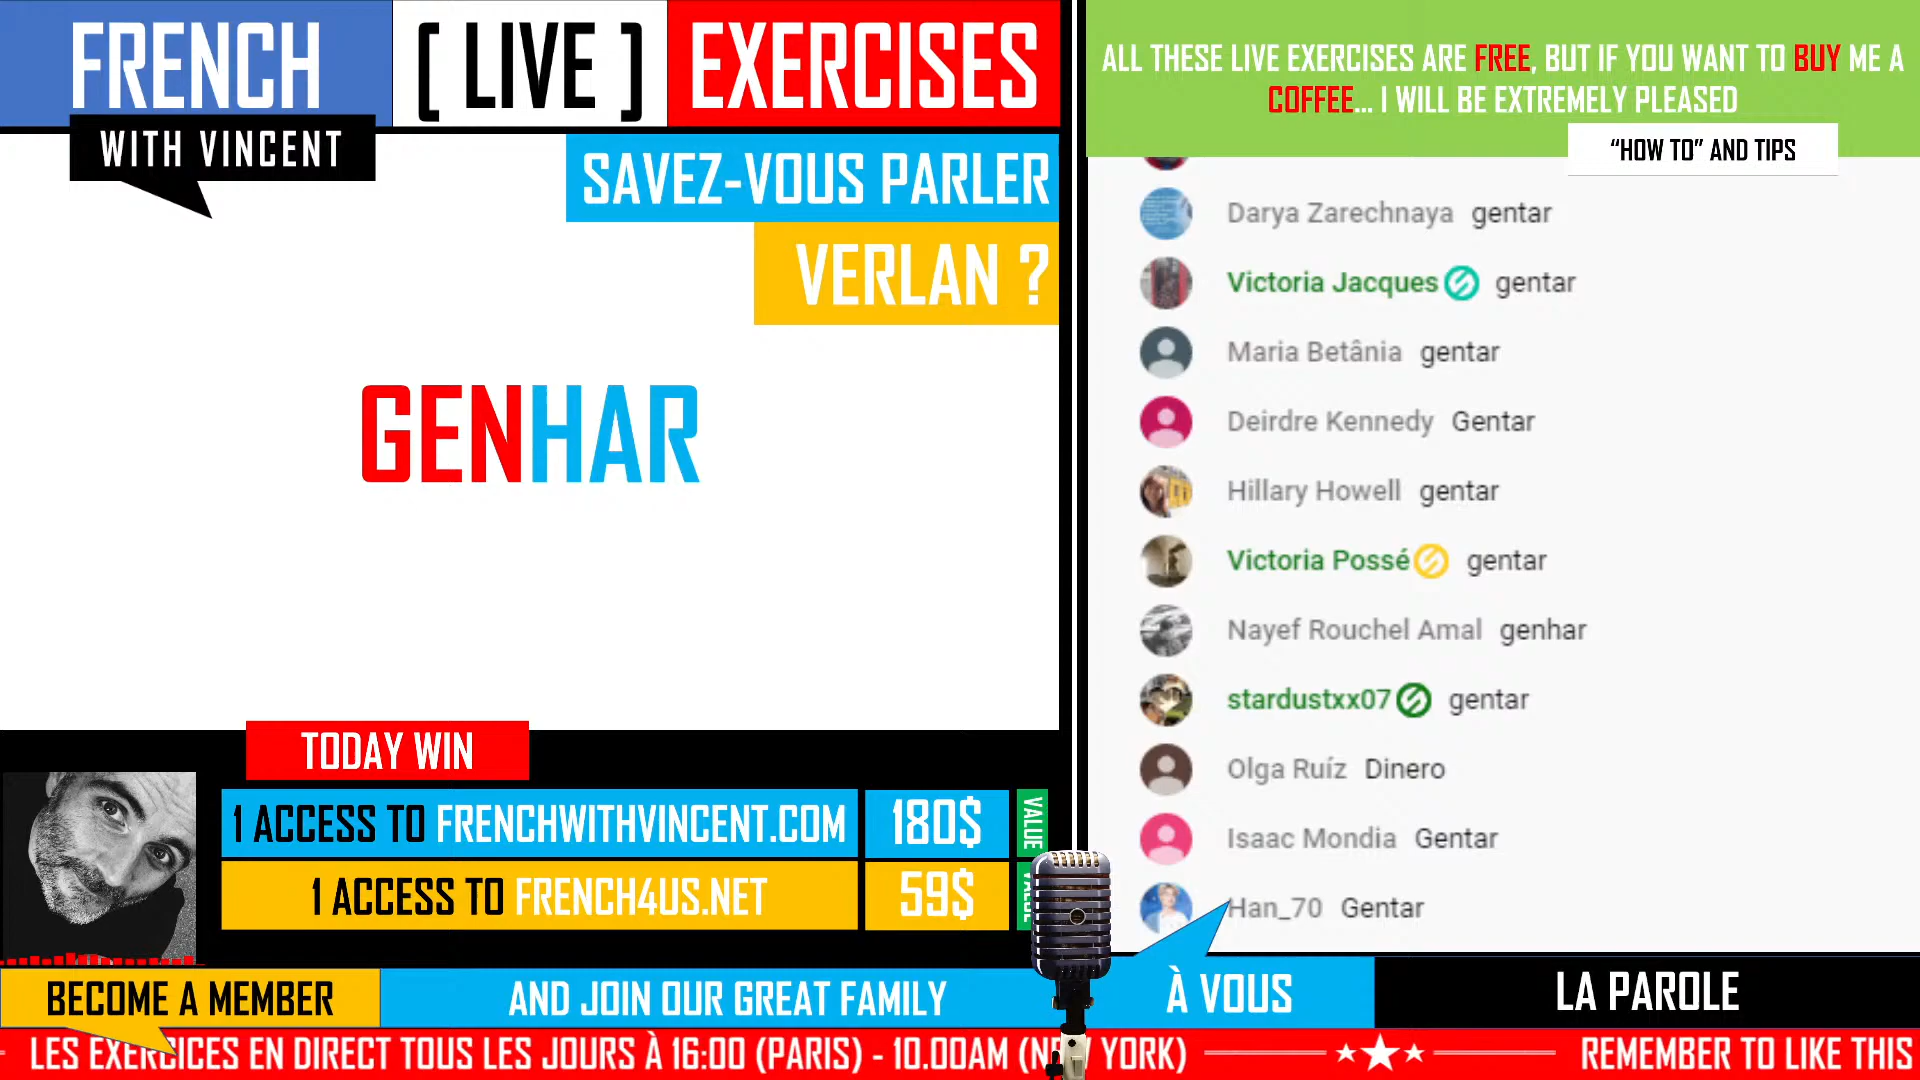 FRENCH
[ LIVE ]
EXERCISES
WITH VINCENT
SAVEZ-VOUS PARLER
VERLAN ?
GENHAR
TODAY WIN
1 ACCESS TO FRENCHWITHVINCENT.COM
180$
VALUE
1 ACCESS TO FRENCH4US.NET
59$
VALUE
BECOME A MEMBER
AND JOIN OUR GREAT FAMILY
ALL THESE LIVE EXERCISES ARE FREE, BUT IF YOU WANT TO BUY ME A
COFFEE... I WILL BE EXTREMELY PLEASED
“HOW TO” AND TIPS
Darya Zarechnaya gentar
Victoria Jacques gentar
Maria Betânia gentar
Deirdre Kennedy Gentar
Hillary Howell gentar
Victoria Possé gentar
Nayef Rouchel Amal genhar
stardustxx07 gentar
Olga Ruíz Dinero
Isaac Mondia Gentar
Han_70 Gentar
À VOUS
LA PAROLE
LES EXERCICES EN DIRECT TOUS LES JOURS À 16:00 (PARIS) - 10.00AM (NEW YORK)
REMEMBER TO LIKE THIS